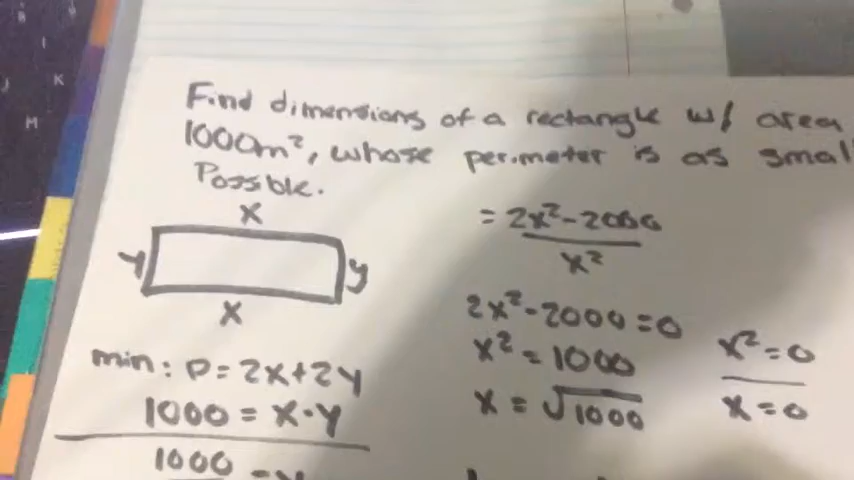 Find dimensions of a rectangle w/ area
1000m², whose perimeter is as small
Possible.
x
y
y
x
min: P=2x+2y
1000 = x·y
1000
= 2x²-2000
x²
2x²-2000=0
x² = 1000
x = √1000
x²=0
x=0
B
I
J
K
M